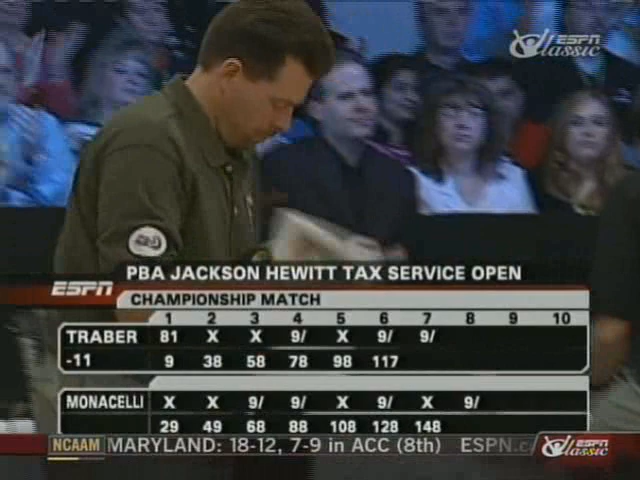 ESPN Classic
PBA JACKSON HEWITT TAX SERVICE OPEN
ESPN
CHAMPIONSHIP MATCH
1 2 3 4 5 6 7 8 9 10
TRABER 81 X X 9/ X 9/ 9/
-11 9 38 58 78 98 117
MONACELLI X X 9/ 9/ X 9/ X 9/
29 49 68 88 108 128 148
NCAAM MARYLAND: 18-12, 7-9 in ACC (8th) ESPN.c ESPN Classic